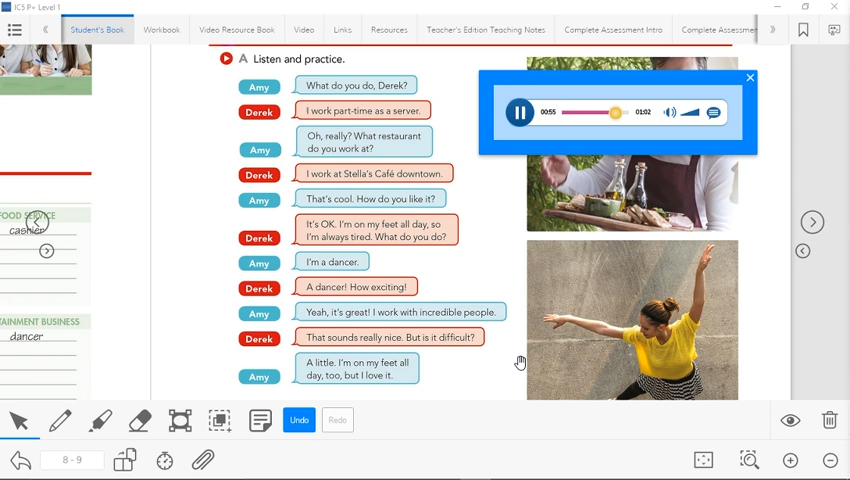 IC5 P+ Level 1
Student's Book
Workbook
Video Resource Book
Video
Links
Resources
Teacher's Edition Teaching Notes
Complete Assessment Intro
Complete Assessmen
A Listen and practice.
Amy
What do you do, Derek?
Derek
I work part-time as a server.
Amy
Oh, really? What restaurant
do you work at?
Derek
I work at Stella's Café downtown.
Amy
That's cool. How do you like it?
Derek
It's OK. I'm on my feet all day, so
I'm always tired. What do you do?
Amy
I'm a dancer.
Derek
A dancer! How exciting!
Amy
Yeah, it's great! I work with incredible people.
Derek
That sounds really nice. But is it difficult?
Amy
A little. I'm on my feet all
day, too, but I love it.
00:55
01:02
FOOD SERVICE
cashier
TAINMENT BUSINESS
dancer
Undo
Redo
8 - 9